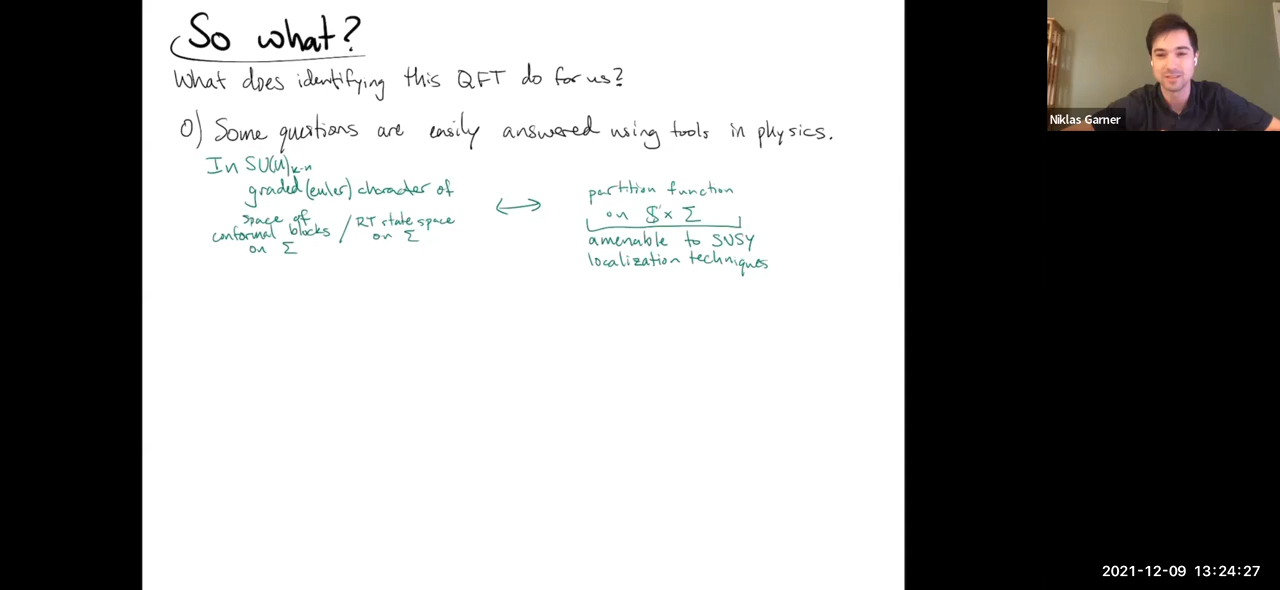 So what?
What does identifying this QFT do for us?
0) Some questions are easily answered using tools in physics.
In SU(n)k-n
graded (euler) character of
space of conformal blocks on Σ / RT state space on Σ
partition function
on S¹ × Σ
amenable to SUSY
localization techniques
Niklas Garner
2021-12-09 13:24:27